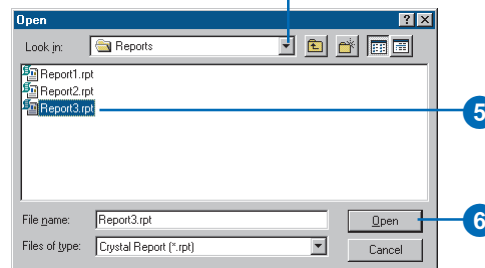 Open
Look in: Reports
Report1.rpt
Report2.rpt
Report3.rpt
5
File name: Report3.rpt Open
6
Files of type: Crystal Report (*.rpt) Cancel